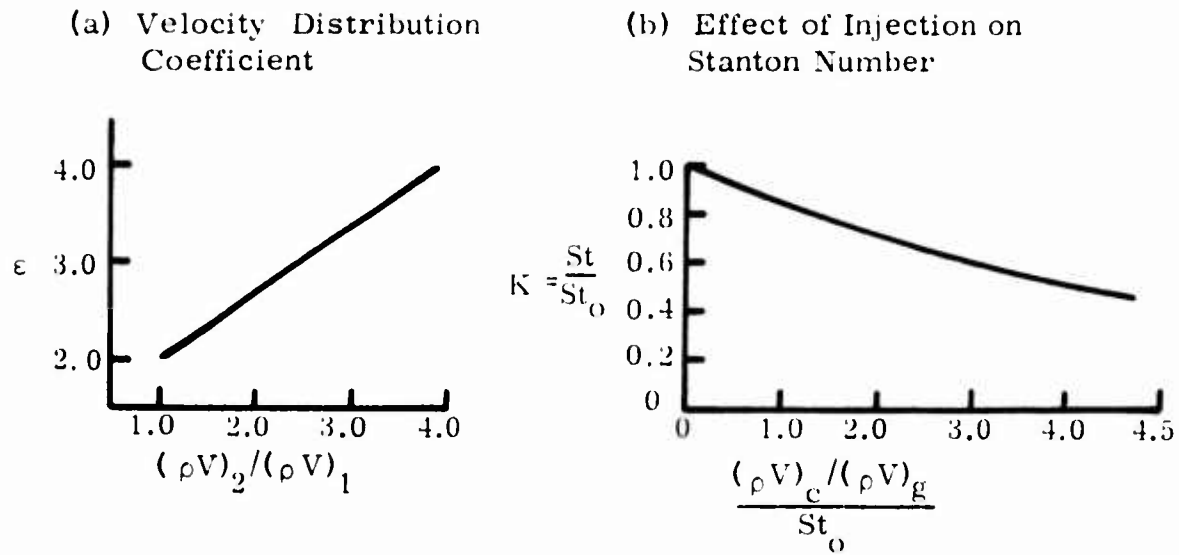 (a) Velocity Distribution
Coefficient
4.0
3.0
2.0
ε
1.0 2.0 3.0 4.0
(ρV)₂/(ρV)₁
(b) Effect of Injection on
Stanton Number
1.0
0.8
0.6
0.4
0.2
0
K = St/St₀
0 1.0 2.0 3.0 4.0 4.5
(ρV)c/(ρV)g
St₀